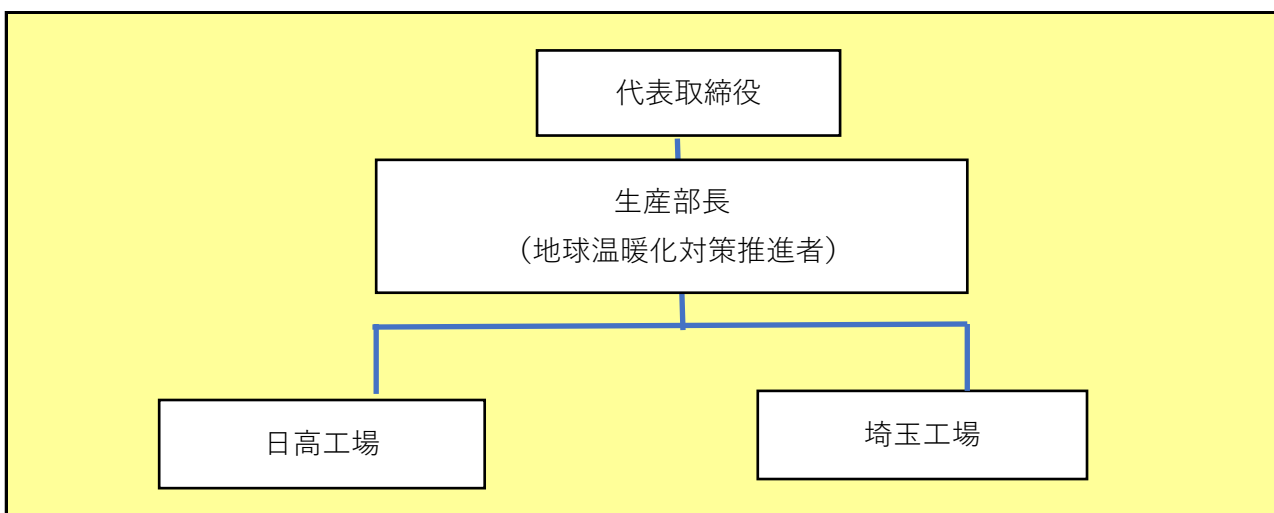 代表取締役
生産部長
（地球温暖化対策推進者）
日高工場
埼玉工場